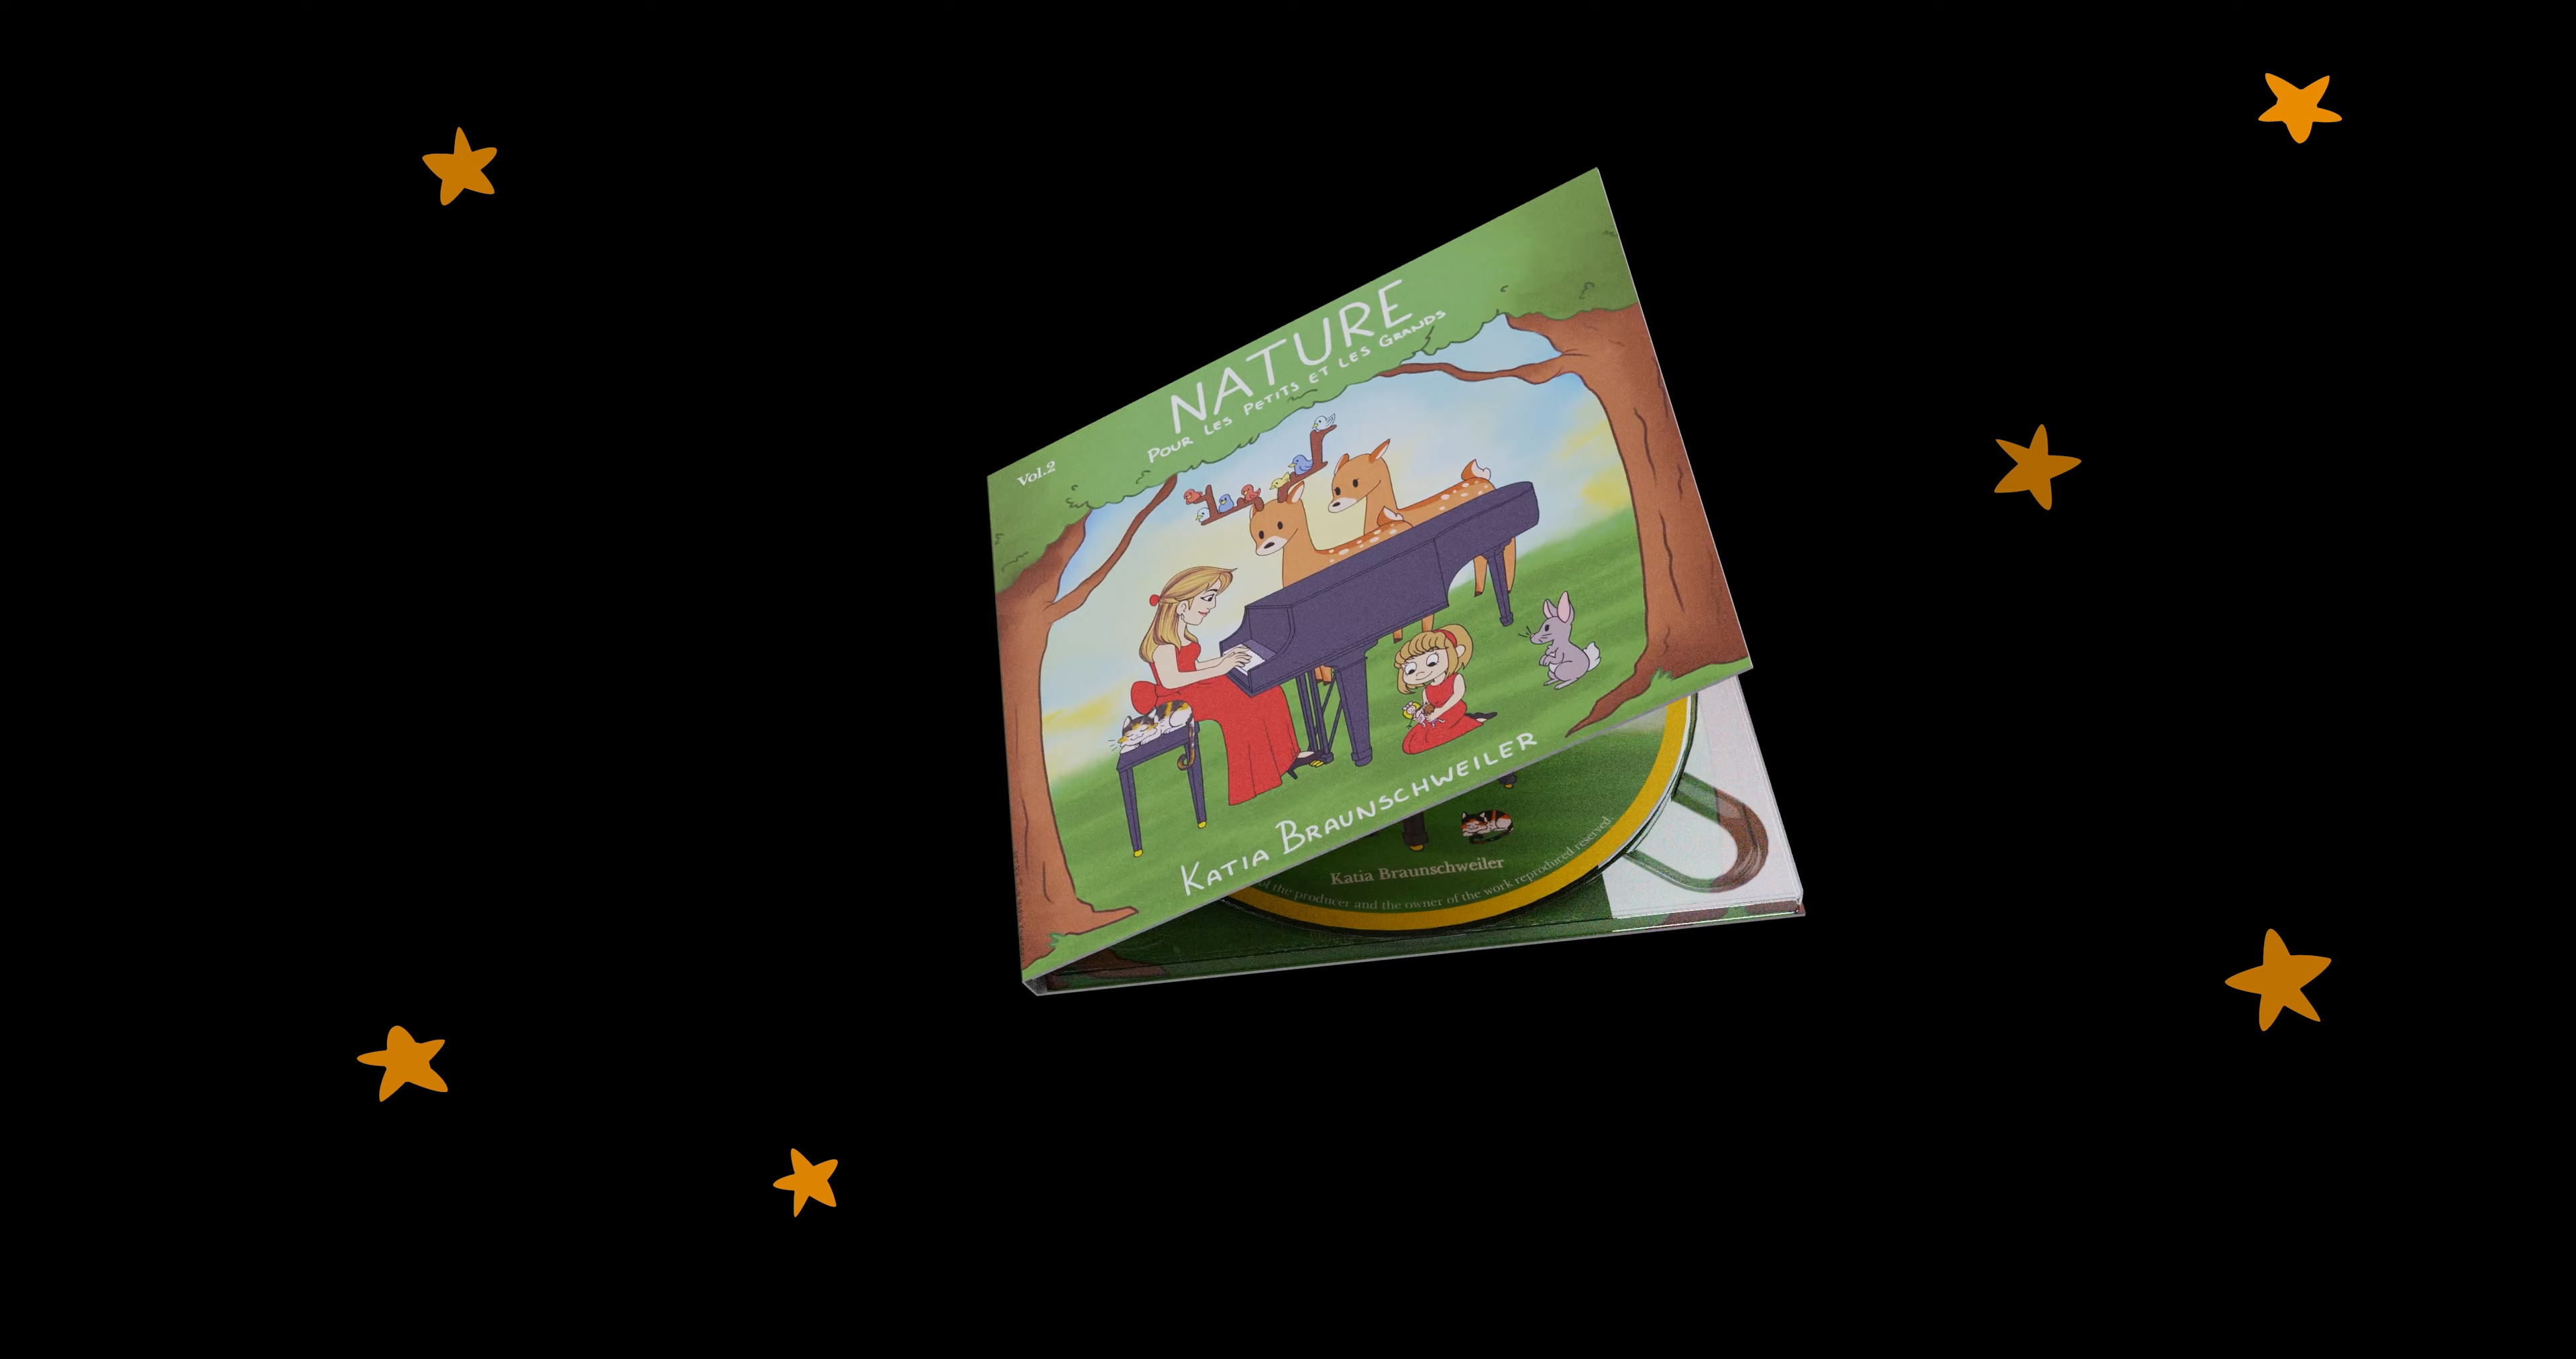 NATURE
POUR LES PETITS ET LES GRANDS
Vol.2
KATIA BRAUNSCHWEILER
Katia Braunschweiler
of the producer and the owner of the work reproduced reserved.